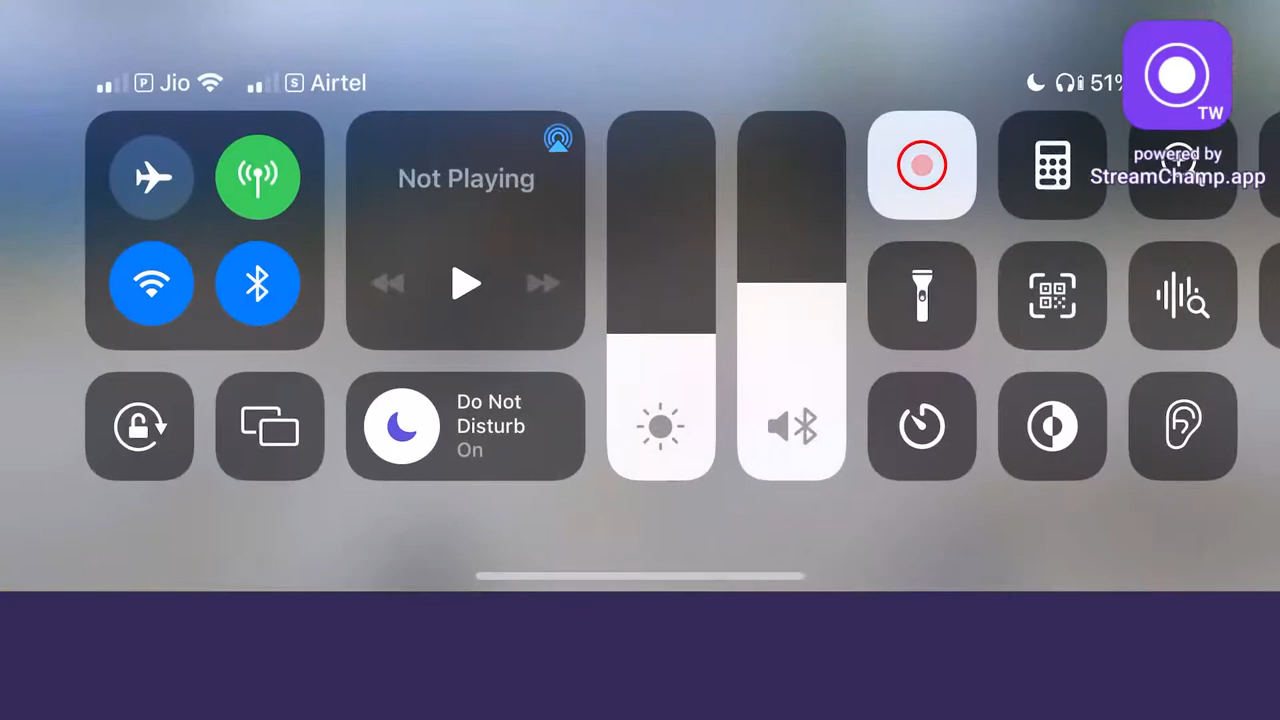 P Jio S Airtel 51%
TW
powered by
StreamChamp.app
Not Playing
Do Not
Disturb
On